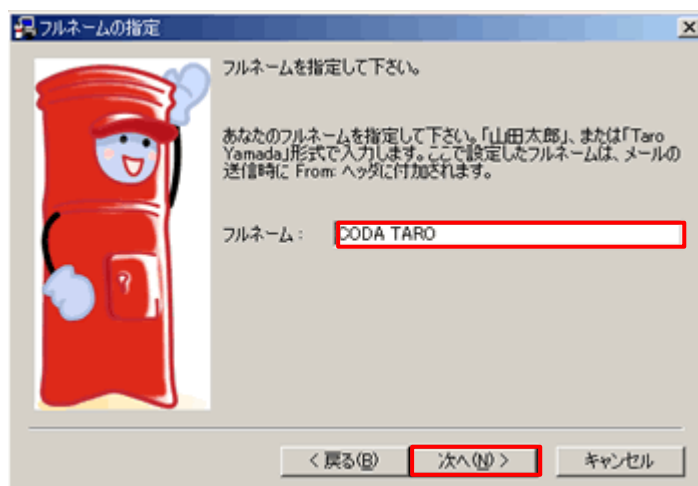 フルネームの指定
フルネームを指定して下さい。
あなたのフルネームを指定して下さい。「山田太郎」、または「Taro
Yamada」形式で入力します。ここで設定したフルネームは、メールの
送信時に From: ヘッダに付加されます。
フルネーム : CODA TARO
< 戻る(B) 次へ(N) > キャンセル